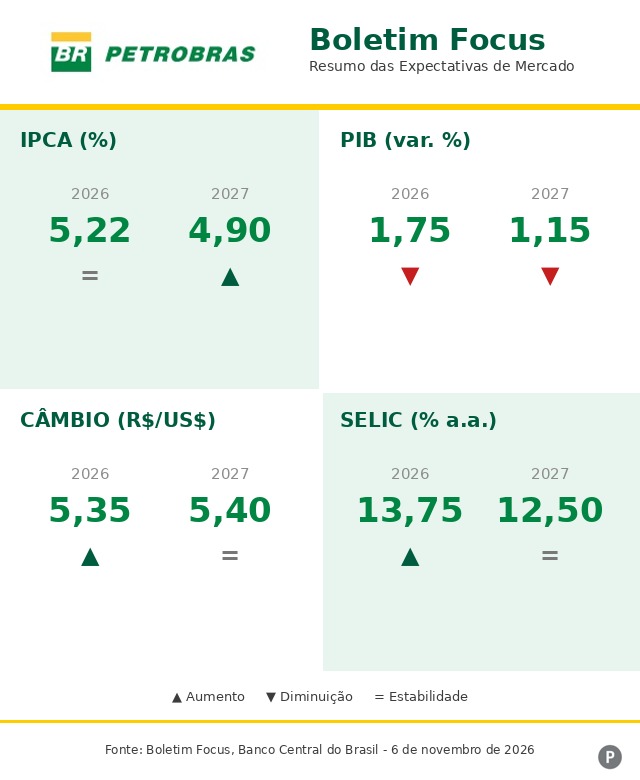 BR PETROBRAS
Boletim Focus
Resumo das Expectativas de Mercado
IPCA (%)
2026 2027
5,22 4,90
= ▲
PIB (var. %)
2026 2027
1,75 1,15
▼ ▼
CÂMBIO (R$/US$)
2026 2027
5,35 5,40
▲ =
SELIC (% a.a.)
2026 2027
13,75 12,50
▲ =
▲ Aumento ▼ Diminuição = Estabilidade
Fonte: Boletim Focus, Banco Central do Brasil - 6 de novembro de 2026
P